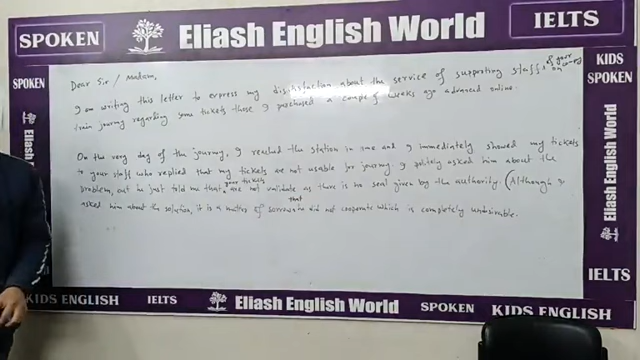 SPOKEN
Eliash English World
IELTS
SPOKEN
KIDS
SPOKEN
Dear Sir / Madam,
I am writing this letter to express my dissatisfaction about the service of supporting staffs of your on
train journey regarding some tickets those I purchased a couple of weeks ago advanced online.
On the very day of the journey, I reached the station in time and I immediately showed my tickets
to your staff who replied that my tickets are not usable for journey. I politely asked him about the
problem, but he just told me that your tickets are not validate as there is no seal given by the authority. (Although I
asked him about the solution, it is a matter of sorrow that he did not cooperate which is completely undesirable.
IELTS
KIDS ENGLISH
IELTS
Eliash English World
SPOKEN
KIDS ENGLISH